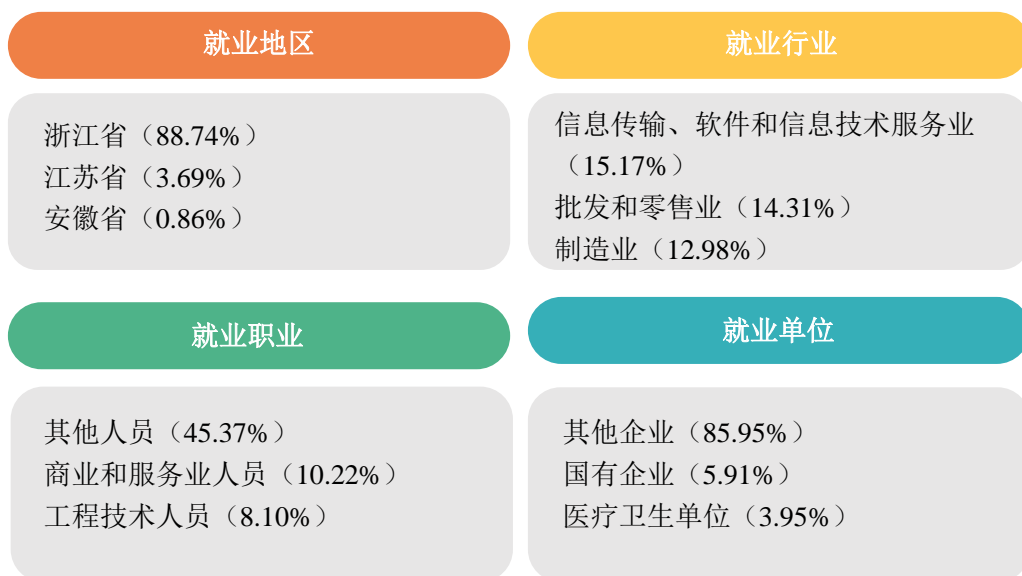 就业地区
浙江省（88.74%）
江苏省（3.69%）
安徽省（0.86%）
就业行业
信息传输、软件和信息技术服务业
（15.17%）
批发和零售业（14.31%）
制造业（12.98%）
就业职业
其他人员（45.37%）
商业和服务业人员（10.22%）
工程技术人员（8.10%）
就业单位
其他企业（85.95%）
国有企业（5.91%）
医疗卫生单位（3.95%）